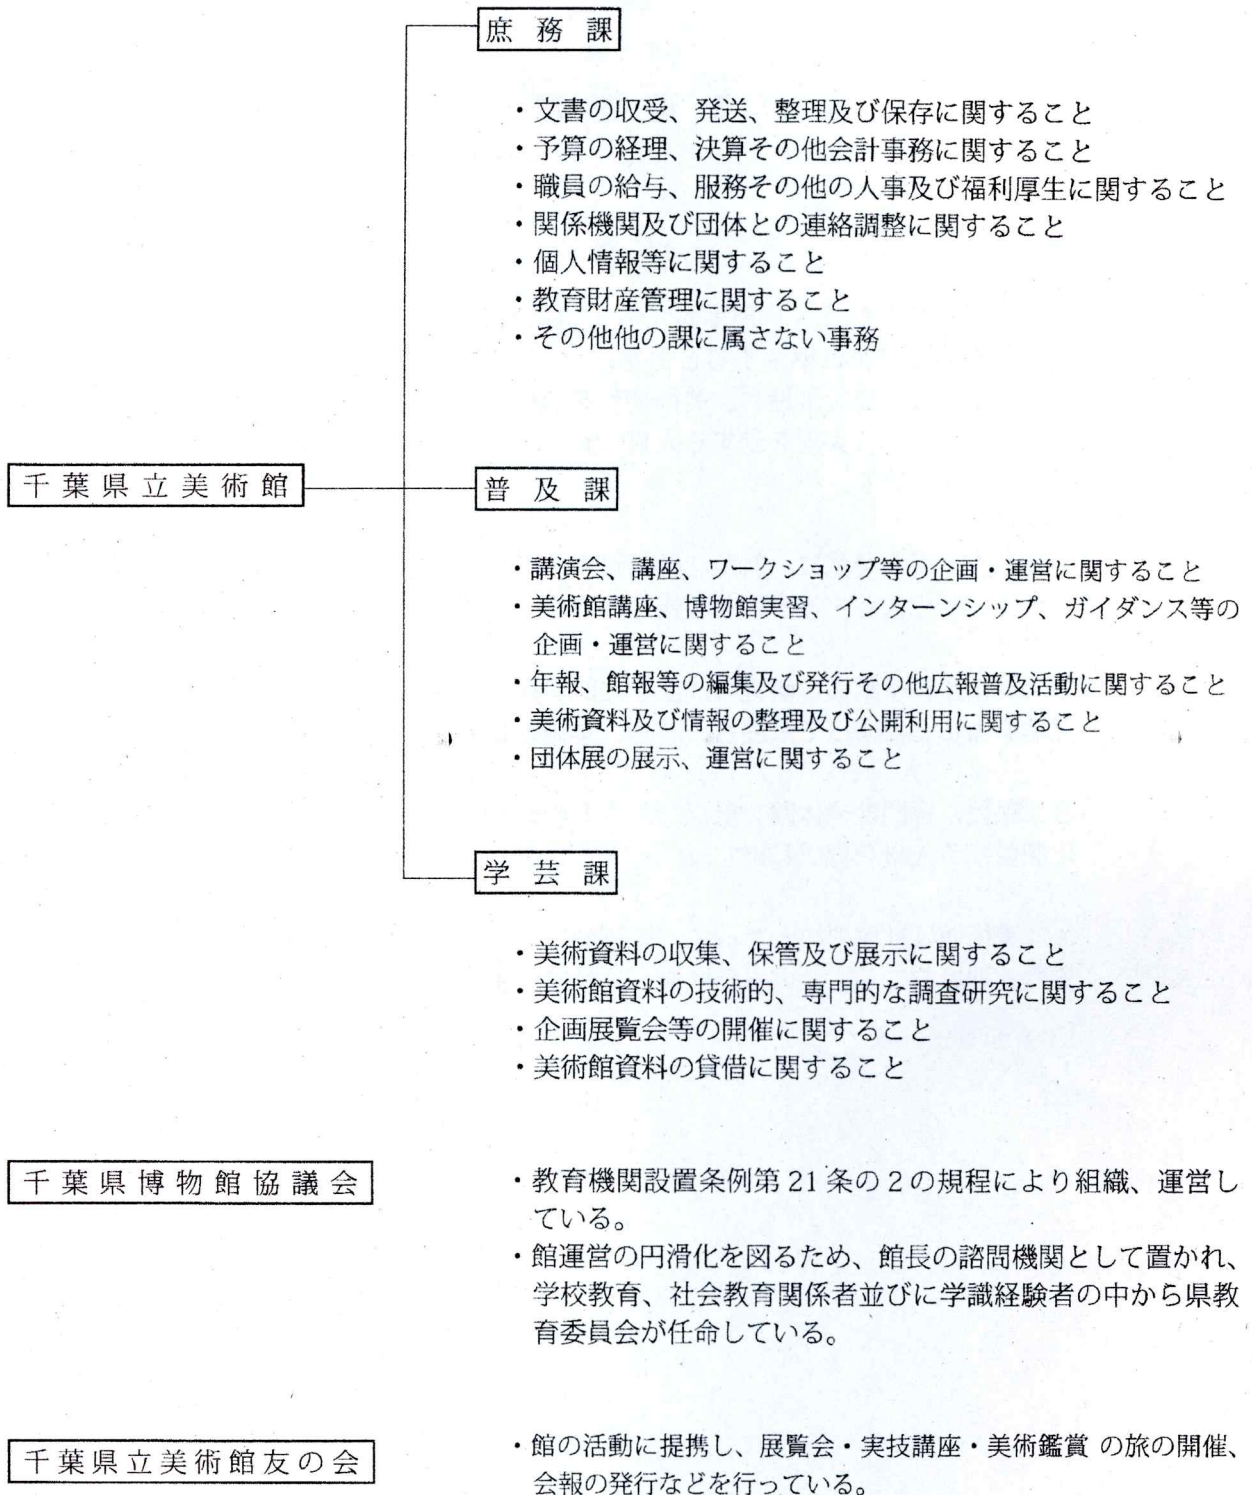 庶務課
・文書の収受、発送、整理及び保存に関すること
・予算の経理、決算その他会計事務に関すること
・職員の給与、服務その他の人事及び福利厚生に関すること
・関係機関及び団体との連絡調整に関すること
・個人情報等に関すること
・教育財産管理に関すること
・その他他の課に属さない事務
千葉県立美術館
普及課
・講演会、講座、ワークショップ等の企画・運営に関すること
・美術館講座、博物館実習、インターンシップ、ガイダンス等の
企画・運営に関すること
・年報、館報等の編集及び発行その他広報普及活動に関すること
・美術資料及び情報の整理及び公開利用に関すること
・団体展の展示、運営に関すること
学芸課
・美術資料の収集、保管及び展示に関すること
・美術館資料の技術的、専門的な調査研究に関すること
・企画展覧会等の開催に関すること
・美術館資料の貸借に関すること
千葉県博物館協議会
・教育機関設置条例第21条の2の規程により組織、運営し
ている。
・館運営の円滑化を図るため、館長の諮問機関として置かれ、
学校教育、社会教育関係者並びに学識経験者の中から県教
育委員会が任命している。
千葉県立美術館友の会
・館の活動に提携し、展覧会・実技講座・美術鑑賞 の旅の開催、
会報の発行などを行っている。